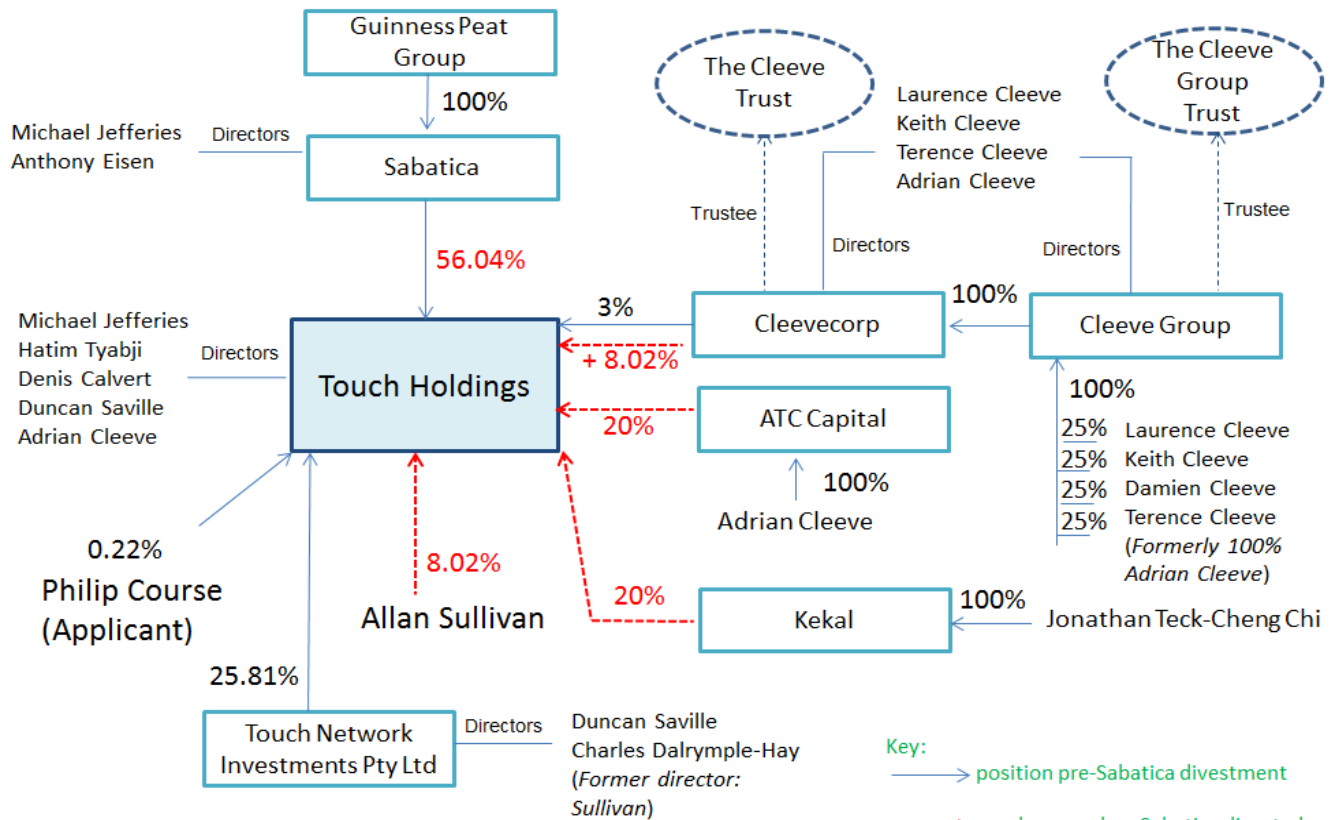 Guinness Peat
Group
100%
Michael Jefferies
Anthony Eisen
Directors
Sabatica
56.04%
The Cleeve
Trust
Laurence Cleeve
Keith Cleeve
Terence Cleeve
Adrian Cleeve
The Cleeve
Group
Trust
Trustee
Directors
Directors
Trustee
Michael Jefferies
Hatim Tyabji
Denis Calvert
Duncan Saville
Adrian Cleeve
Directors
Touch Holdings
3%
+ 8.02%
Cleevecorp
100%
Cleeve Group
20%
ATC Capital
100%
Adrian Cleeve
100%
25% Laurence Cleeve
25% Keith Cleeve
25% Damien Cleeve
25% Terence Cleeve
(Formerly 100%
Adrian Cleeve)
0.22%
Philip Course
(Applicant)
8.02%
Allan Sullivan
20%
Kekal
100%
Jonathan Teck-Cheng Chi
25.81%
Touch Network
Investments Pty Ltd
Directors
Duncan Saville
Charles Dalrymple-Hay
(Former director:
Sullivan)
Key:
position pre-Sabatica divestment